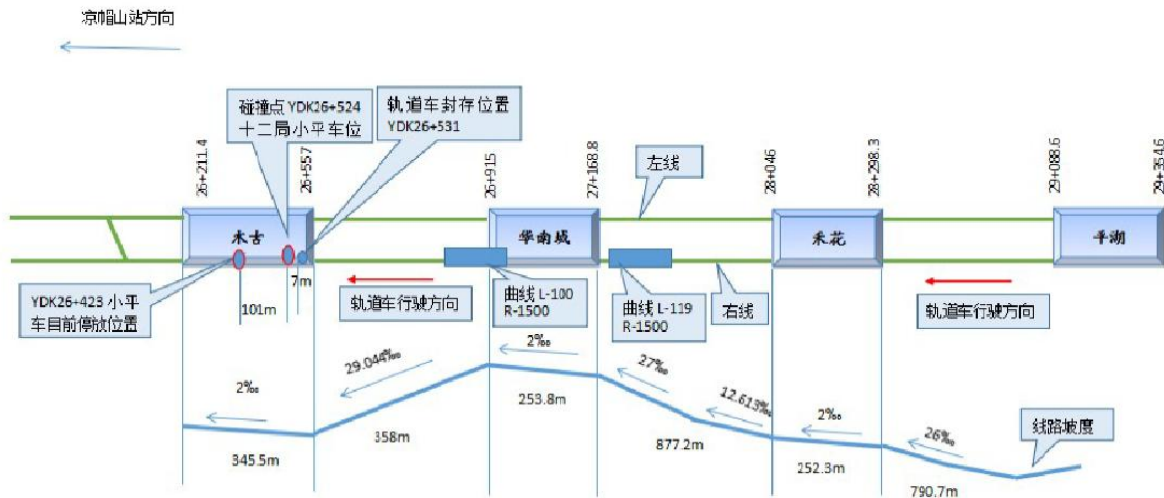 凉帽山站方向
碰撞点 YDK26+524
十二局小平车位
轨道车封存位置
YDK26+531
26+211.4
26+557
26+915
27+168.8
左线
28+046
28+298.3
29+088.6
29+354.6
木古
华南城
禾花
平湖
YDK26+423 小平
车目前停放位置
101m
7m
轨道车行驶方向
曲线 L-100
R-1500
曲线 L-119
R-1500
右线
轨道车行驶方向
2‰
29.044‰
2‰
27‰
12.613‰
2‰
26‰
线路坡度
345.5m
358m
253.8m
877.2m
252.3m
790.7m